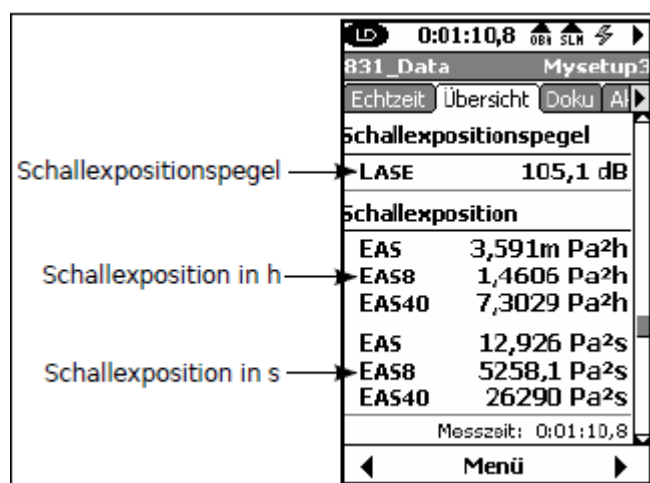 LD 0:01:10,8 OBA SLM
831_Data Mysetup3
Echtzeit Übersicht Doku Ak
Schallexpositionspegel
Schallexpositionspegel LASE 105,1 dB
Schallexposition
EAS 3,591m Pa²h
Schallexposition in h EAS8 1,4606 Pa²h
EAS40 7,3029 Pa²h
EAS 12,926 Pa²s
Schallexposition in s EAS8 5258,1 Pa²s
EAS40 26290 Pa²s
Messzeit: 0:01:10,8
Menü